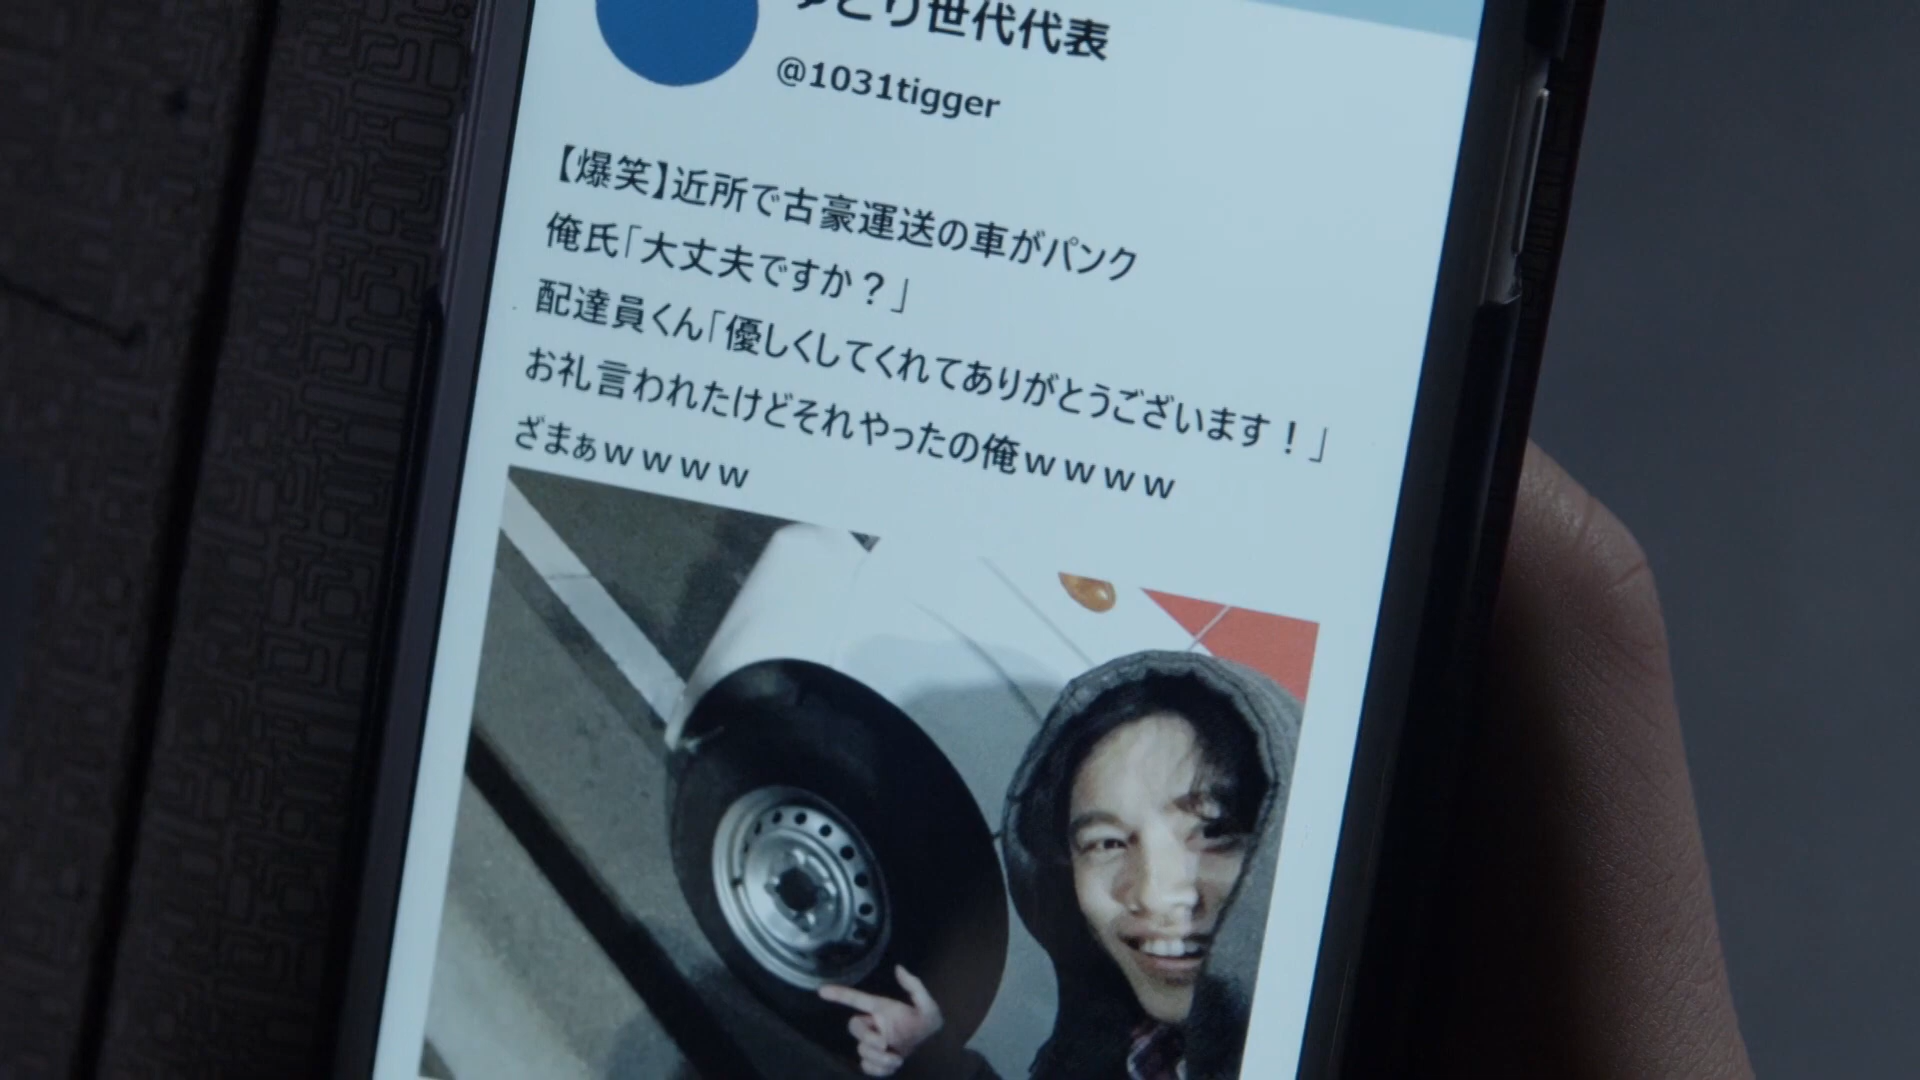 ゆとり世代代表
@1031tigger
【爆笑】近所で古豪運送の車がパンク
俺氏「大丈夫ですか？」
配達員くん「優しくしてくれてありがとうございます！」
お礼言われたけどそれやったの俺ｗｗｗｗ
ざまぁｗｗｗｗ